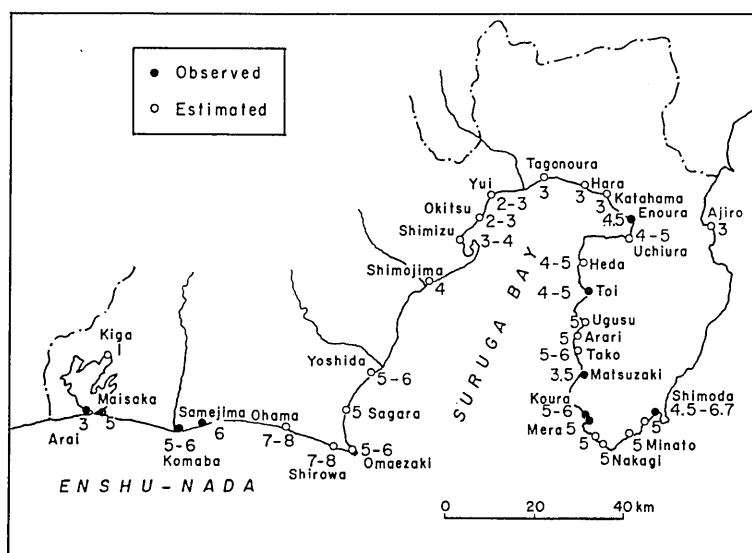 Observed
Estimated
Tagonoura
3
Hara
3
Katahama
3
Enoura
4.5
Uchiura
4-5
Ajiro
3
Yui
2-3
Okitsu
2-3
Shimizu
3-4
Shimojima
4
Heda
4-5
Toi
4-5
Ugusu
5
Arari
5
Tako
5-6
Matsuzaki
3.5
Koura
5-6
Mera
5
5
Nakagi
5
5
Minato
5
Shimoda
4.5-6.7
SURUGA BAY
Yoshida
5-6
Sagara
5
5-6
Omaezaki
Shirowa
7-8
Ohama
7-8
Samejima
6
5-6
Komaba
Kiga
1
Maisaka
5
3
Arai
ENSHU-NADA
0 20 40 km